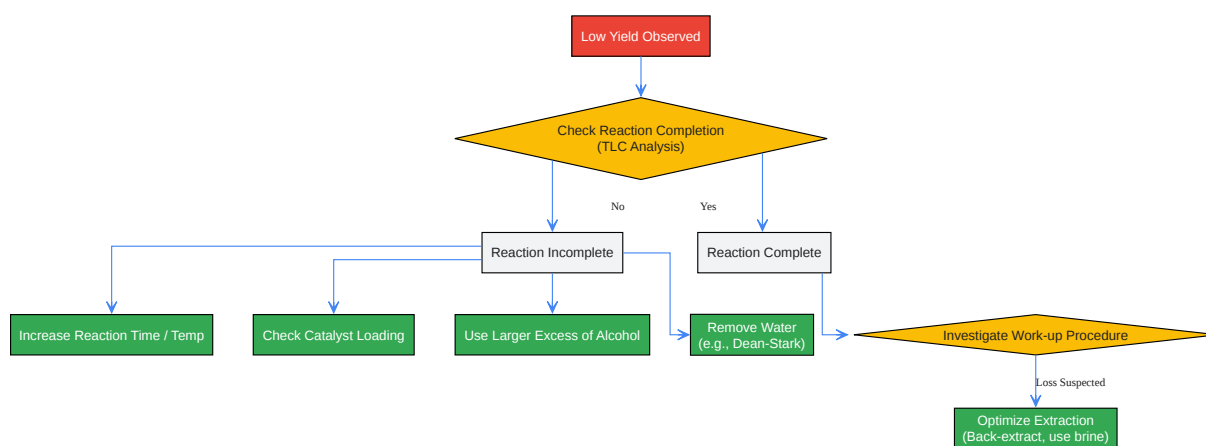 Low Yield Observed
Check Reaction Completion
(TLC Analysis)
No
Yes
Reaction Incomplete
Reaction Complete
Increase Reaction Time / Temp
Check Catalyst Loading
Use Larger Excess of Alcohol
Remove Water
(e.g., Dean-Stark)
Investigate Work-up Procedure
Loss Suspected
Optimize Extraction
(Back-extract, use brine)